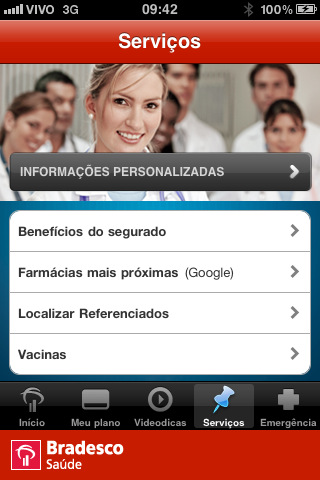 VIVO 3G 09:42 100%
Serviços
INFORMAÇÕES PERSONALIZADAS
Benefícios do segurado
Farmácias mais próximas (Google)
Localizar Referenciados
Vacinas
Início Meu plano Videodicas Serviços Emergência
Bradesco
Saúde